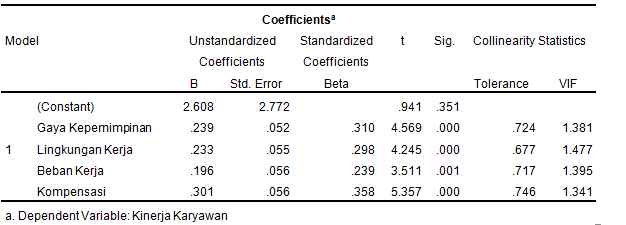 Coefficientsᵃ
Model Unstandardized Coefficients Standardized Coefficients t Sig. Collinearity Statistics
B Std. Error Beta Tolerance VIF
(Constant) 2.608 2.772 .941 .351
Gaya Kepemimpinan .239 .052 .310 4.569 .000 .724 1.381
1 Lingkungan Kerja .233 .055 .298 4.245 .000 .677 1.477
Beban Kerja .196 .056 .239 3.511 .001 .717 1.395
Kompensasi .301 .056 .358 5.357 .000 .746 1.341
a. Dependent Variable: Kinerja Karyawan